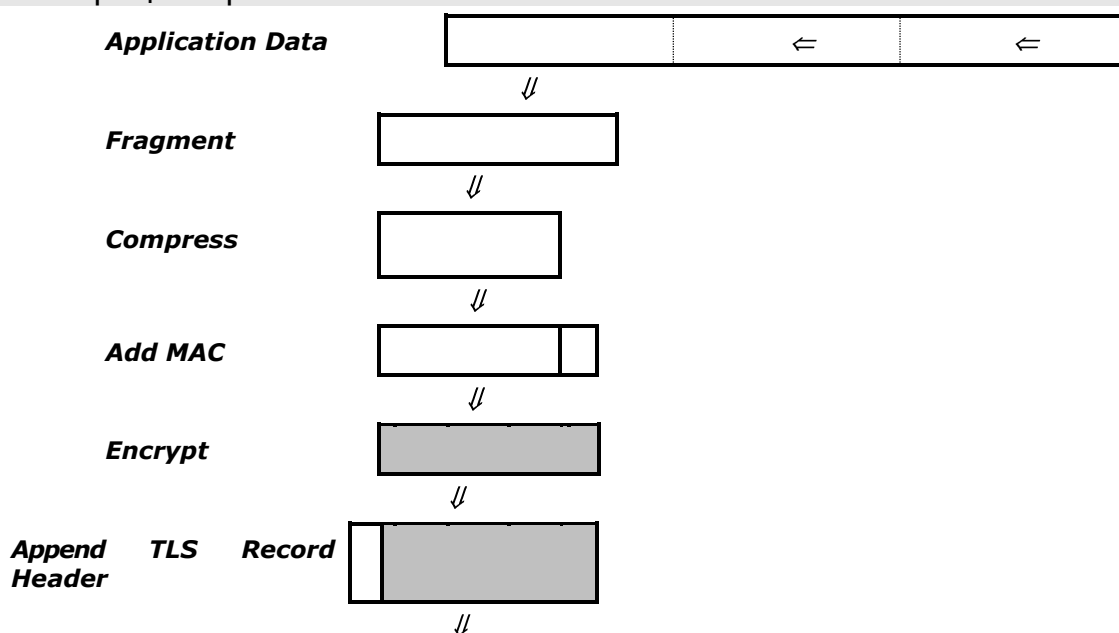 Application Data
⇐ ⇐
⇓
Fragment
⇓
Compress
⇓
Add MAC
⇓
Encrypt
⇓
Append TLS Record
Header
⇓